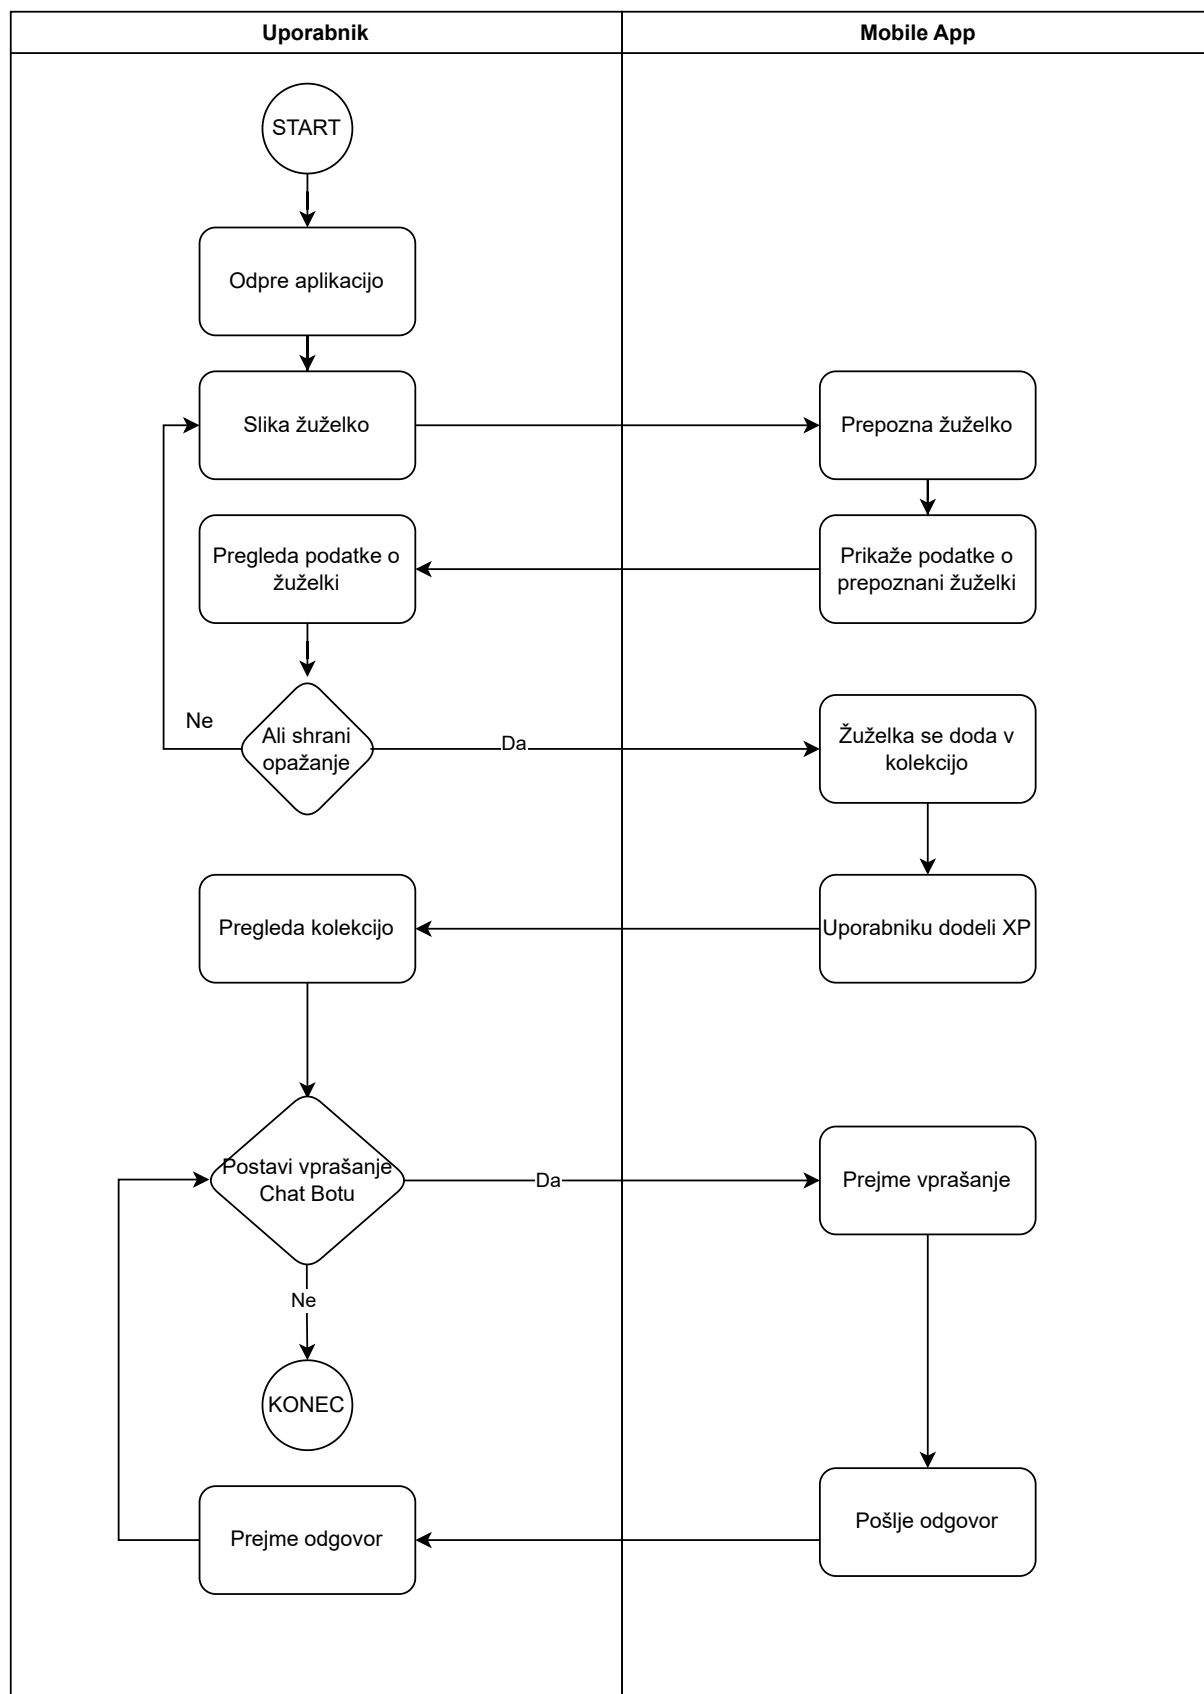 Uporabnik
Mobile App
START
Odpre aplikacijo
Slika žuželko
Prepozna žuželko
Pregleda podatke o
žuželki
Prikaže podatke o
prepoznani žuželki
Ne
Ali shrani
opažanje
Da
Žuželka se doda v
kolekcijo
Pregleda kolekcijo
Uporabniku dodeli XP
Postavi vprašanje
Chat Botu
Da
Prejme vprašanje
Ne
KONEC
Prejme odgovor
Pošlje odgovor